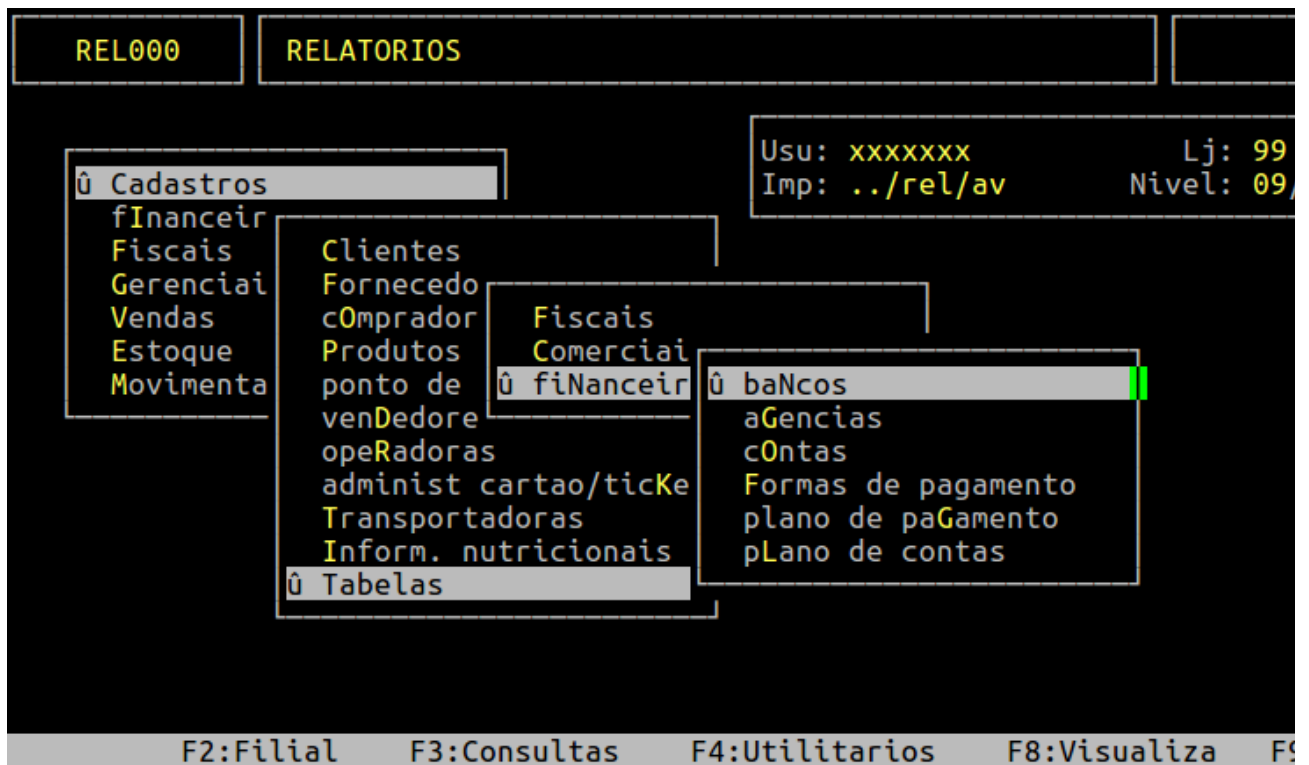 REL000 RELATORIOS
Usu: xxxxxxx Lj: 99
û Cadastros Imp: ../rel/av Nivel: 09/
fInanceir
Fiscais Clientes
Gerenciai Fornecedo
Vendas cOmprador Fiscais
Estoque Produtos Comerciai
Movimenta ponto de û fiNanceir û baNcos
venDedore aGencias
opeRadoras cOntas
administ cartao/ticKe Formas de pagamento
Transportadoras plano de paGamento
Inform. nutricionais pLano de contas
û Tabelas
F2:Filial F3:Consultas F4:Utilitarios F8:Visualiza F9